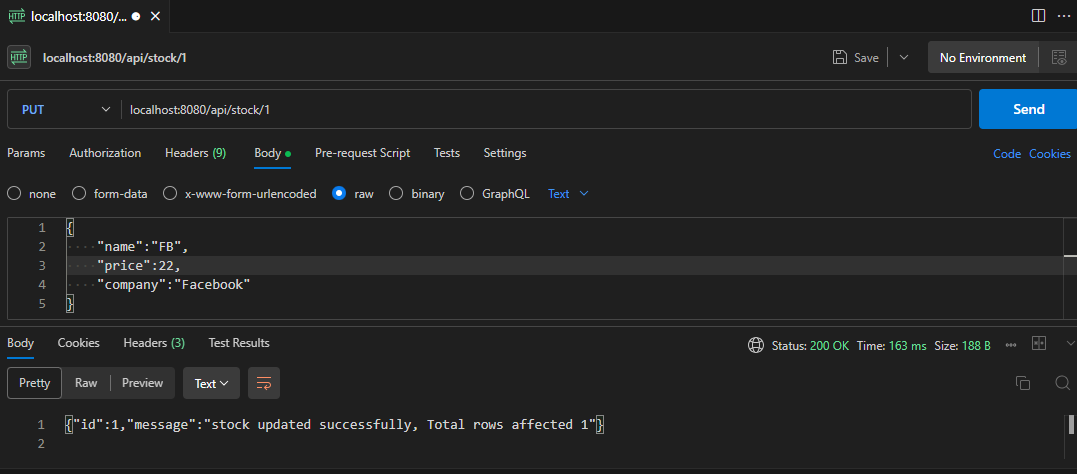 HTTP localhost:8080/...
HTTP localhost:8080/api/stock/1 Save No Environment
PUT localhost:8080/api/stock/1 Send
Params Authorization Headers (9) Body Pre-request Script Tests Settings Code Cookies
none form-data x-www-form-urlencoded raw binary GraphQL Text
1 {
2 "name":"FB",
3 "price":22,
4 "company":"Facebook"
5 }
Body Cookies Headers (3) Test Results Status: 200 OK Time: 163 ms Size: 188 B
Pretty Raw Preview Text
1 {"id":1,"message":"stock updated successfully, Total rows affected 1"}
2